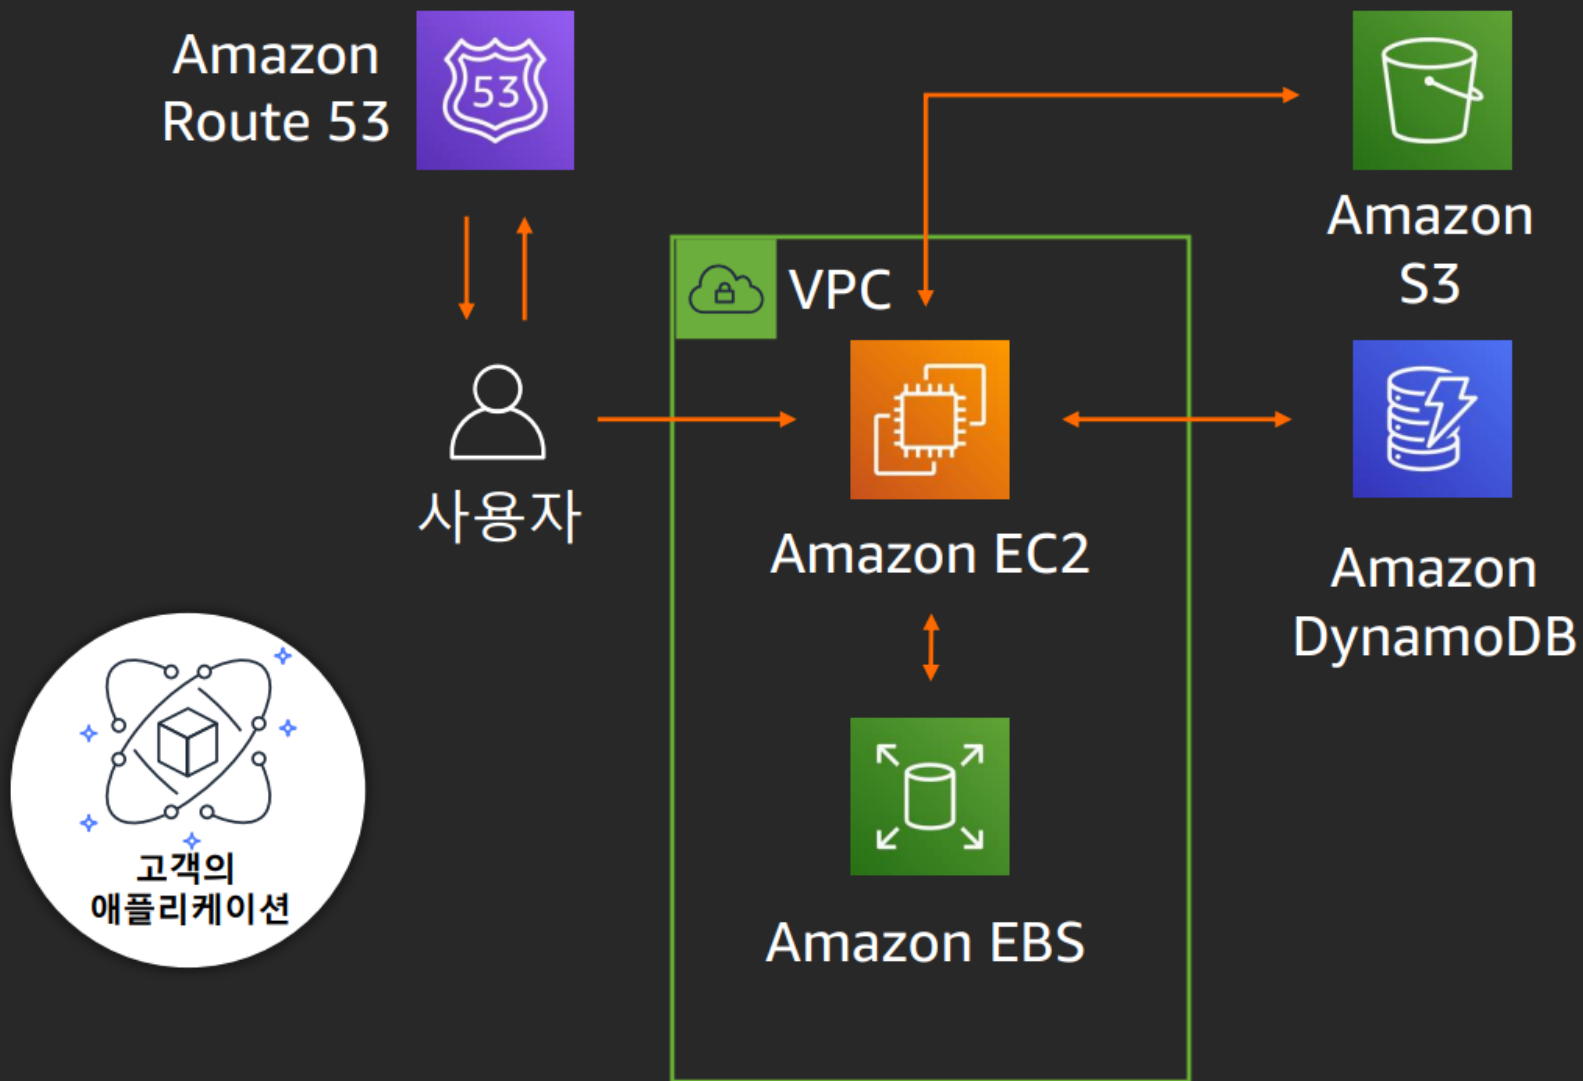 Amazon
Route 53
53
Amazon
S3
VPC
사용자
Amazon EC2
Amazon
DynamoDB
고객의
애플리케이션
Amazon EBS